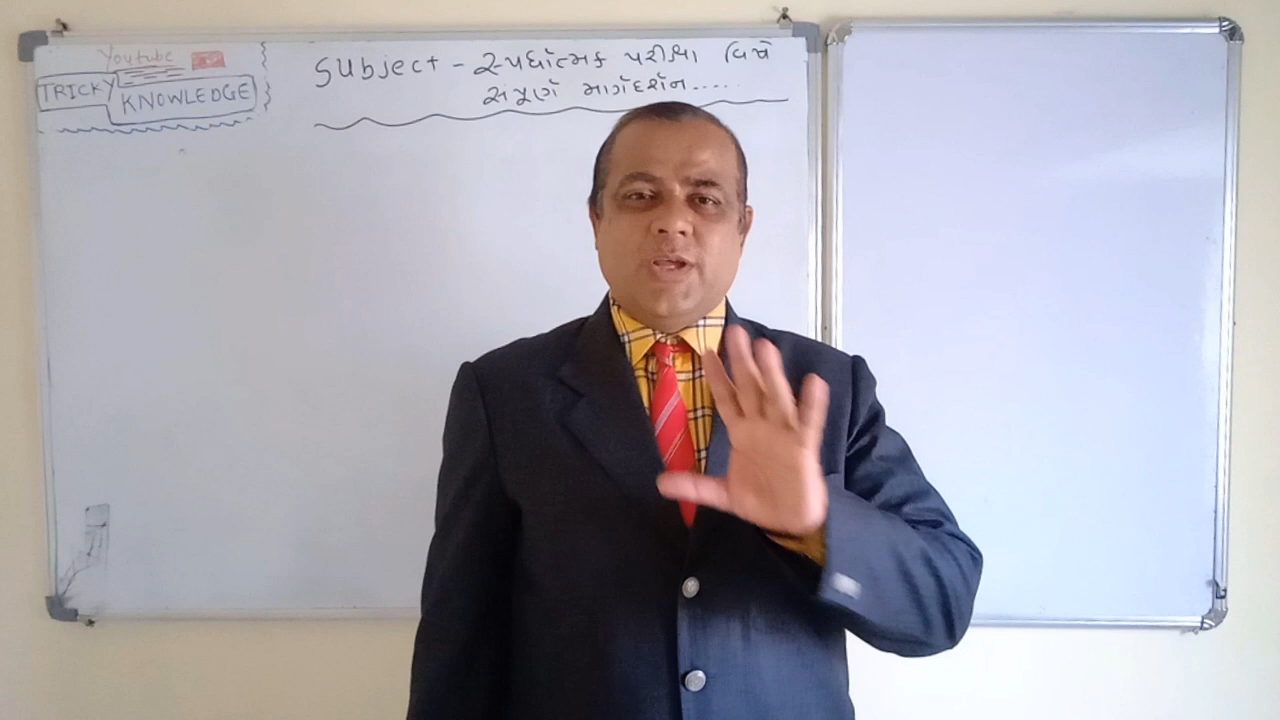 Youtube
TRICKY
KNOWLEDGE
Subject - સ્પર્ધાત્મક પરીક્ષા વિષે
સંપૂર્ણ માર્ગદર્શન.....